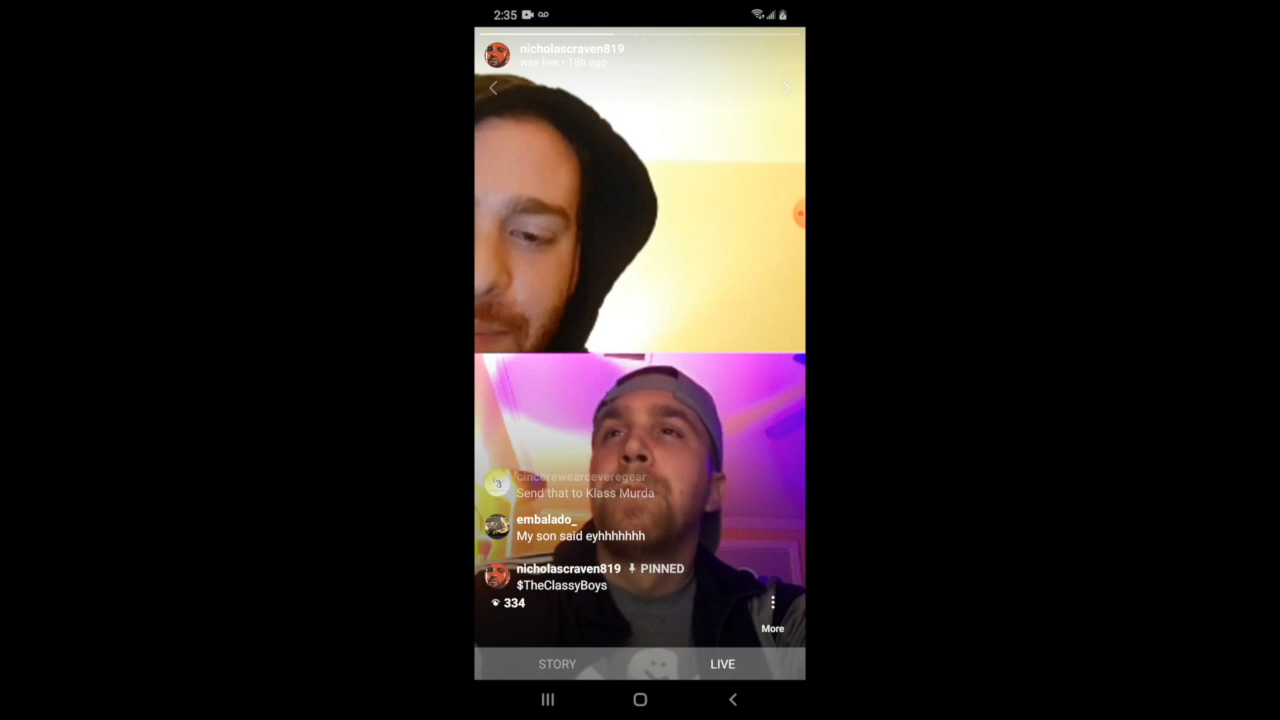 2:35
nicholascraven819
was live • 18h ago
cincerewearceveregear
Send that to Klass Murda
embalado_
My son said eyhhhhhhh
nicholascraven819 PINNED
$TheClassyBoys
334
More
STORY LIVE